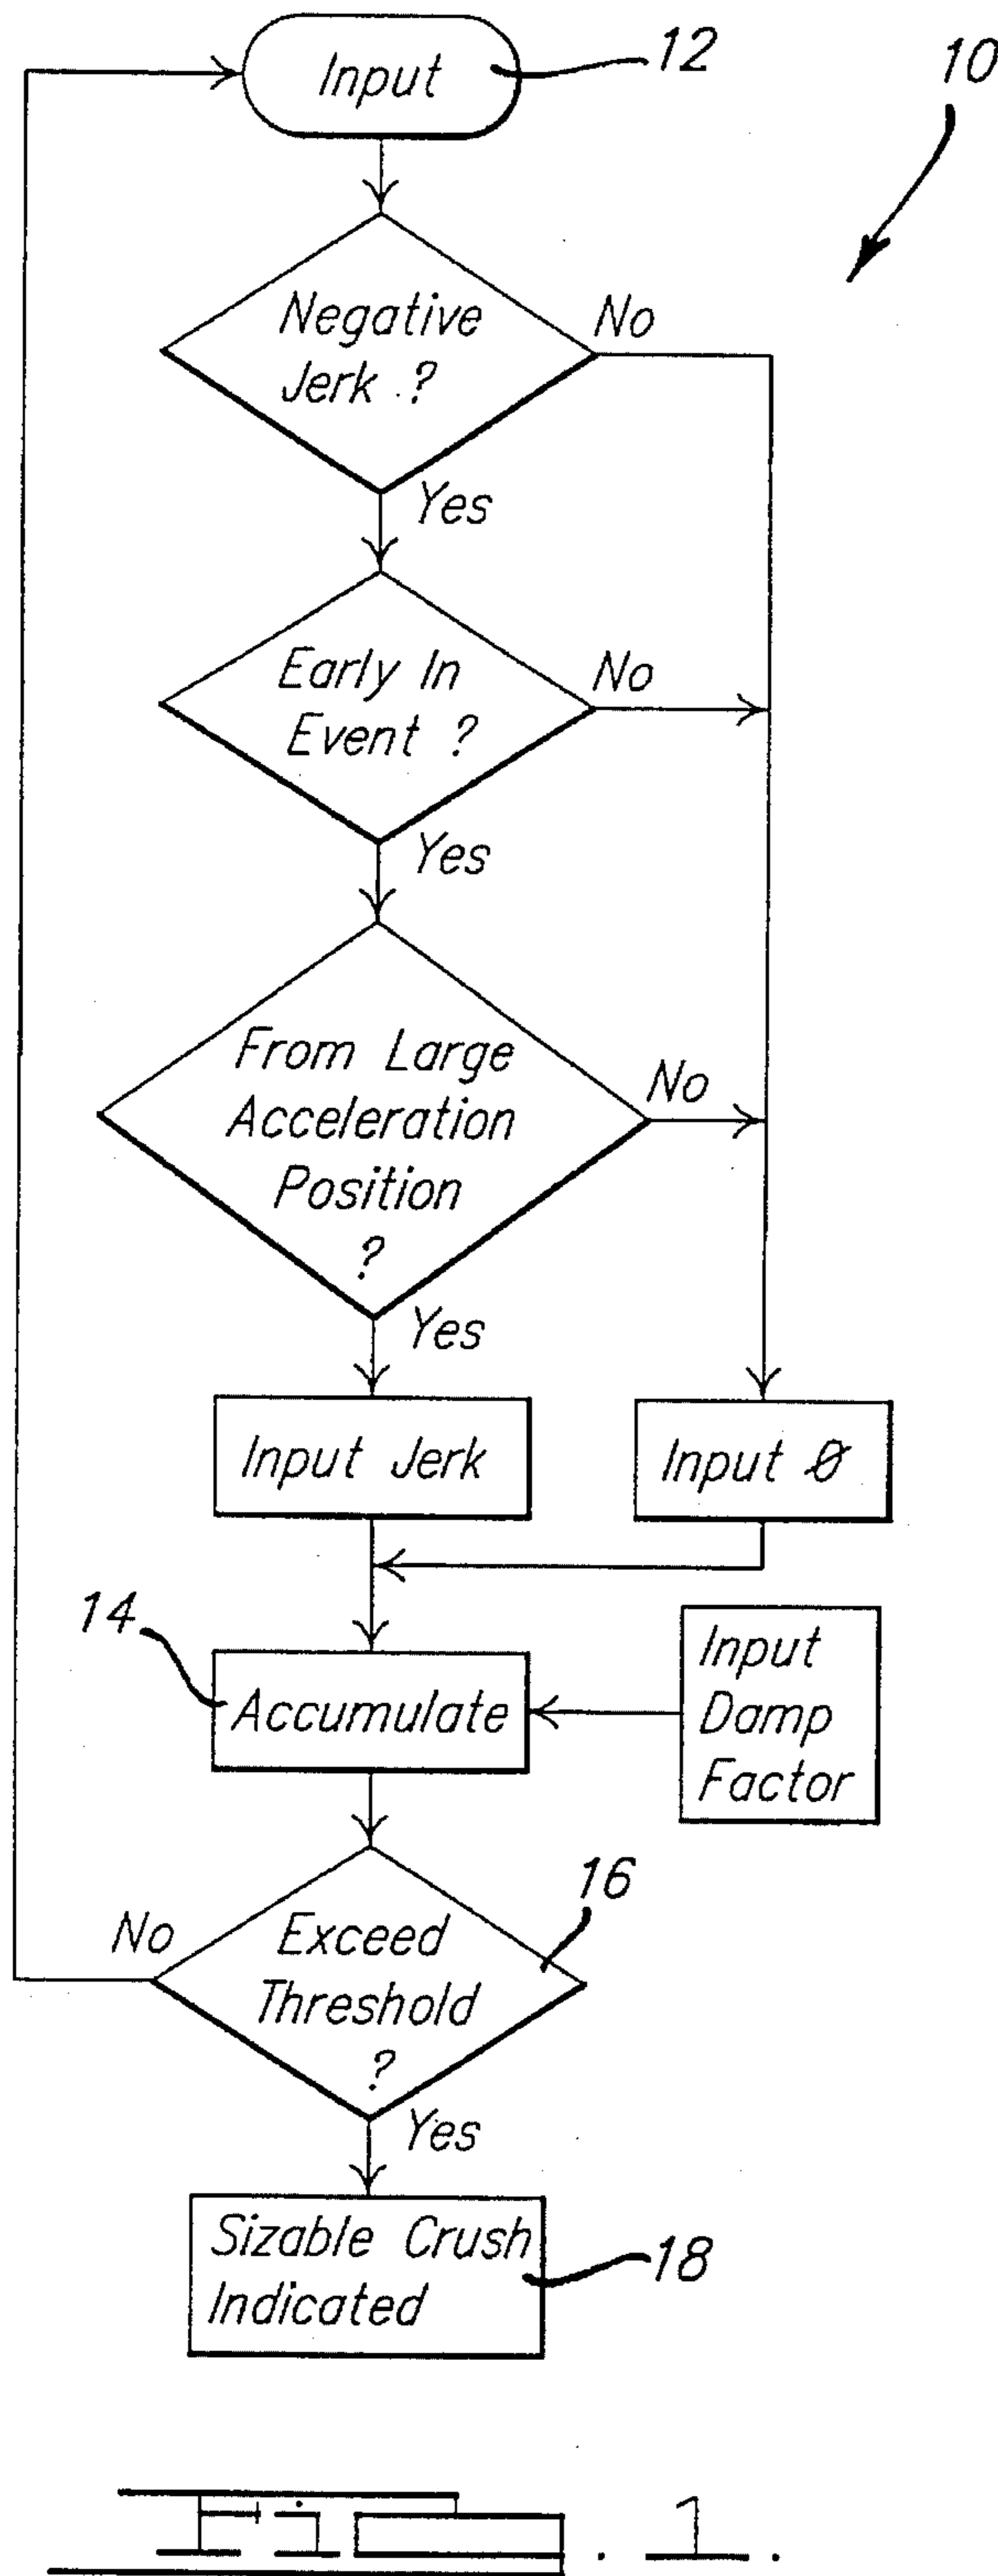 Input
12
10
Negative
Jerk ?
No
Yes
Early In
Event ?
No
Yes
From Large
Acceleration
Position
?
No
Yes
Input Jerk
Input 0
14
Accumulate
Input
Damp
Factor
16
No
Exceed
Threshold
?
Yes
Sizable Crush
Indicated
18
Fig. 1.